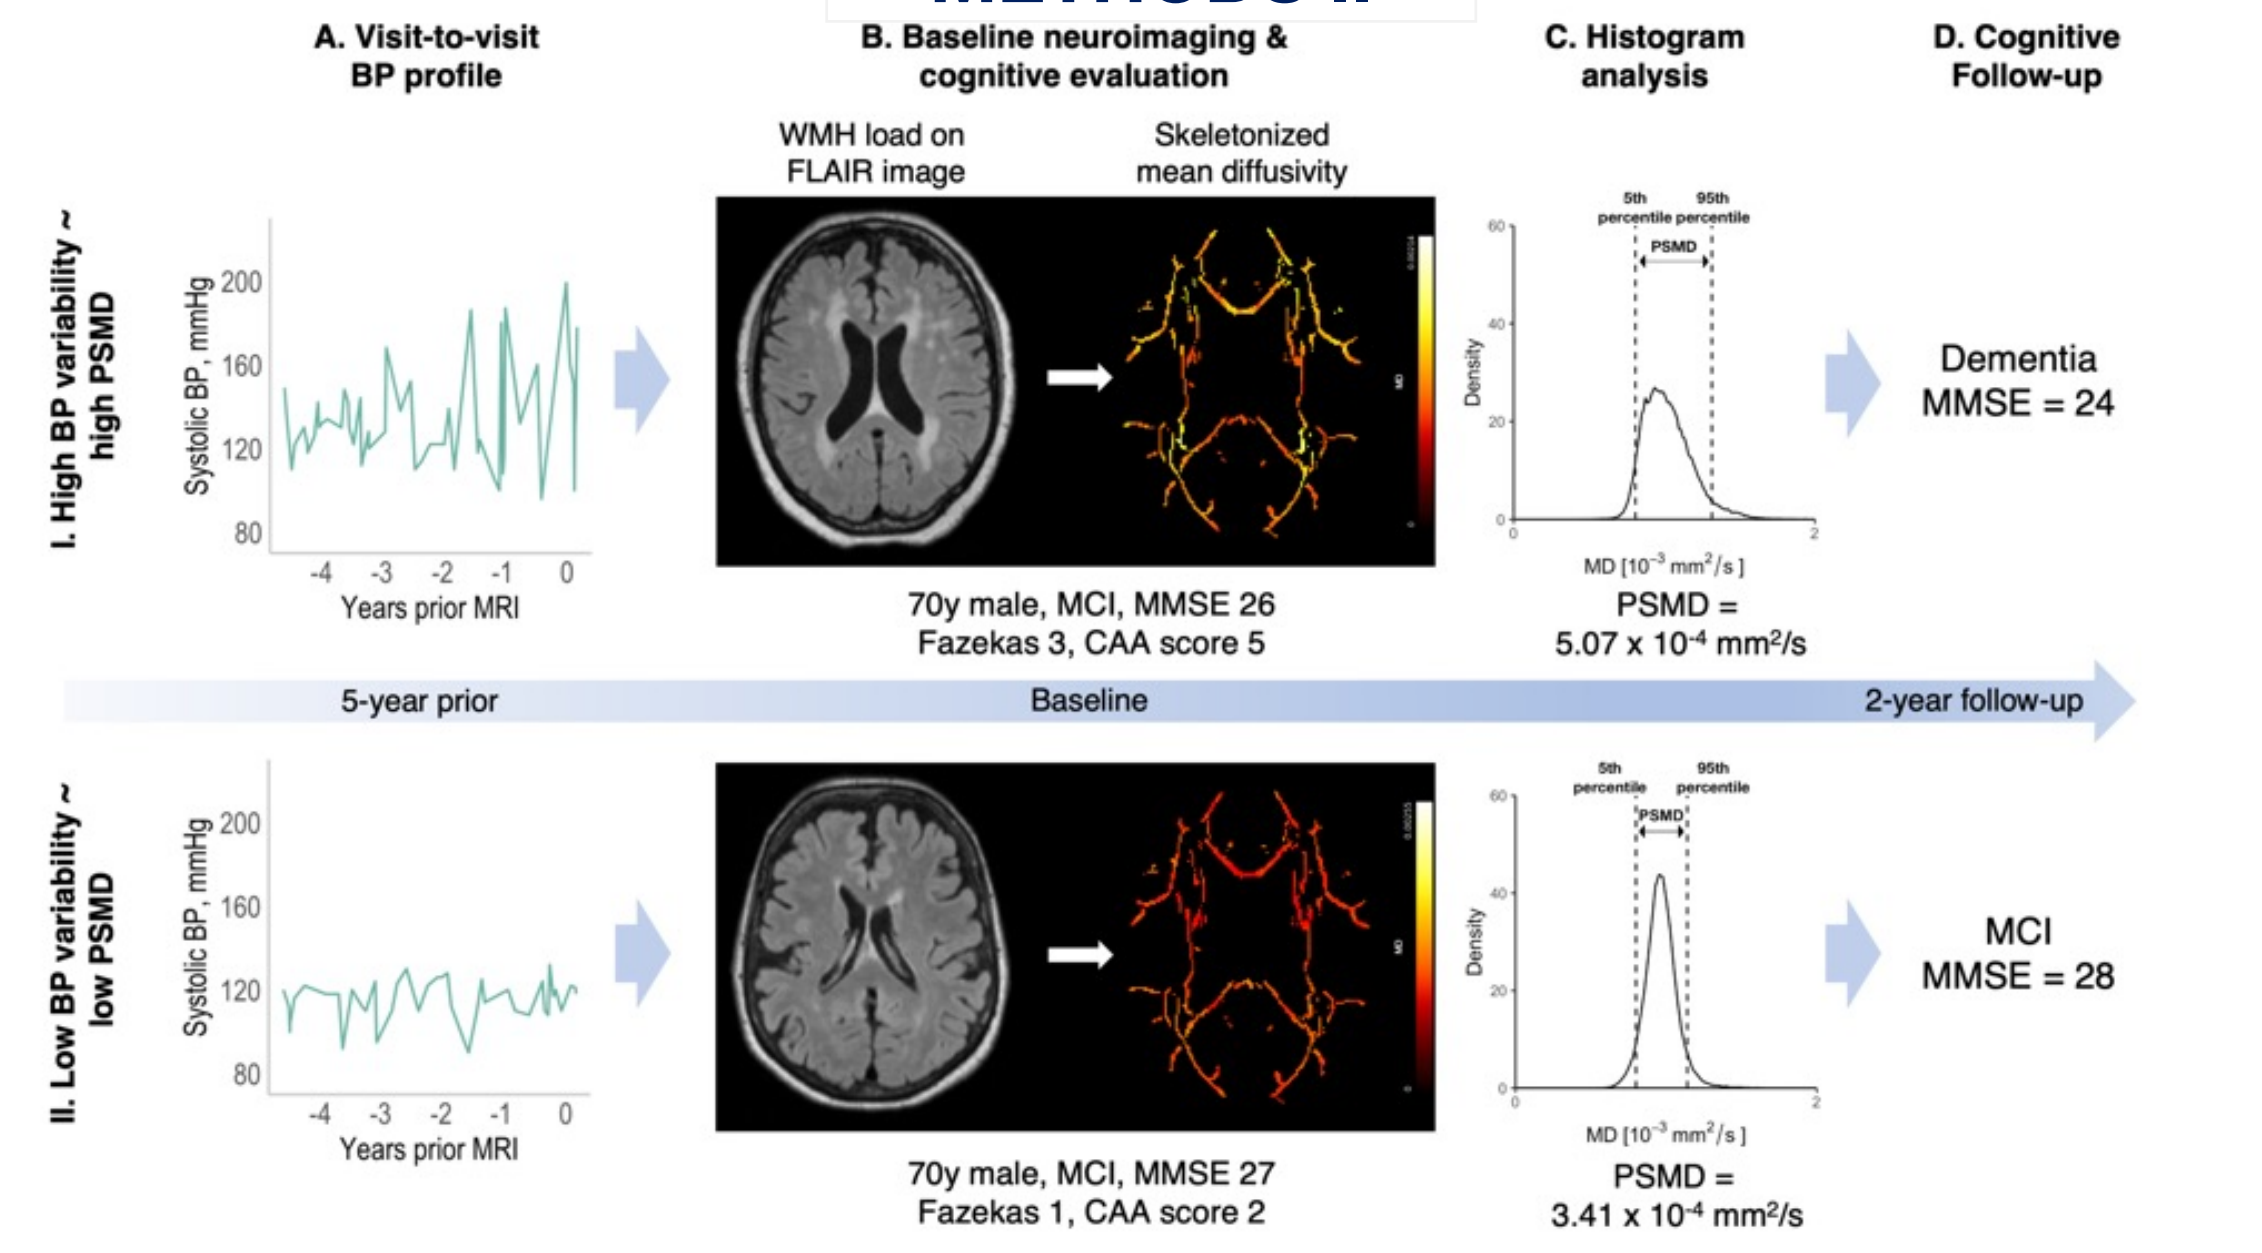 A. Visit-to-visit
BP profile
B. Baseline neuroimaging &
cognitive evaluation
C. Histogram
analysis
D. Cognitive
Follow-up
WMH load on
FLAIR image
Skeletonized
mean diffusivity
I. High BP variability ~
high PSMD
Systolic BP, mmHg
200
160
120
80
-4 -3 -2 -1 0
Years prior MRI
MD
0
70y male, MCI, MMSE 26
Fazekas 3, CAA score 5
5th
percentile
95th
percentile
PSMD
Density
60
40
20
0
0 2
MD [10⁻³ mm²/s ]
PSMD =
5.07 x 10⁻⁴ mm²/s
Dementia
MMSE = 24
5-year prior
Baseline
2-year follow-up
II. Low BP variability ~
low PSMD
Systolic BP, mmHg
200
160
120
80
-4 -3 -2 -1 0
Years prior MRI
MD
0
70y male, MCI, MMSE 27
Fazekas 1, CAA score 2
5th
percentile
95th
percentile
PSMD
Density
60
40
20
0
0 2
MD [10⁻³ mm²/s ]
PSMD =
3.41 x 10⁻⁴ mm²/s
MCI
MMSE = 28